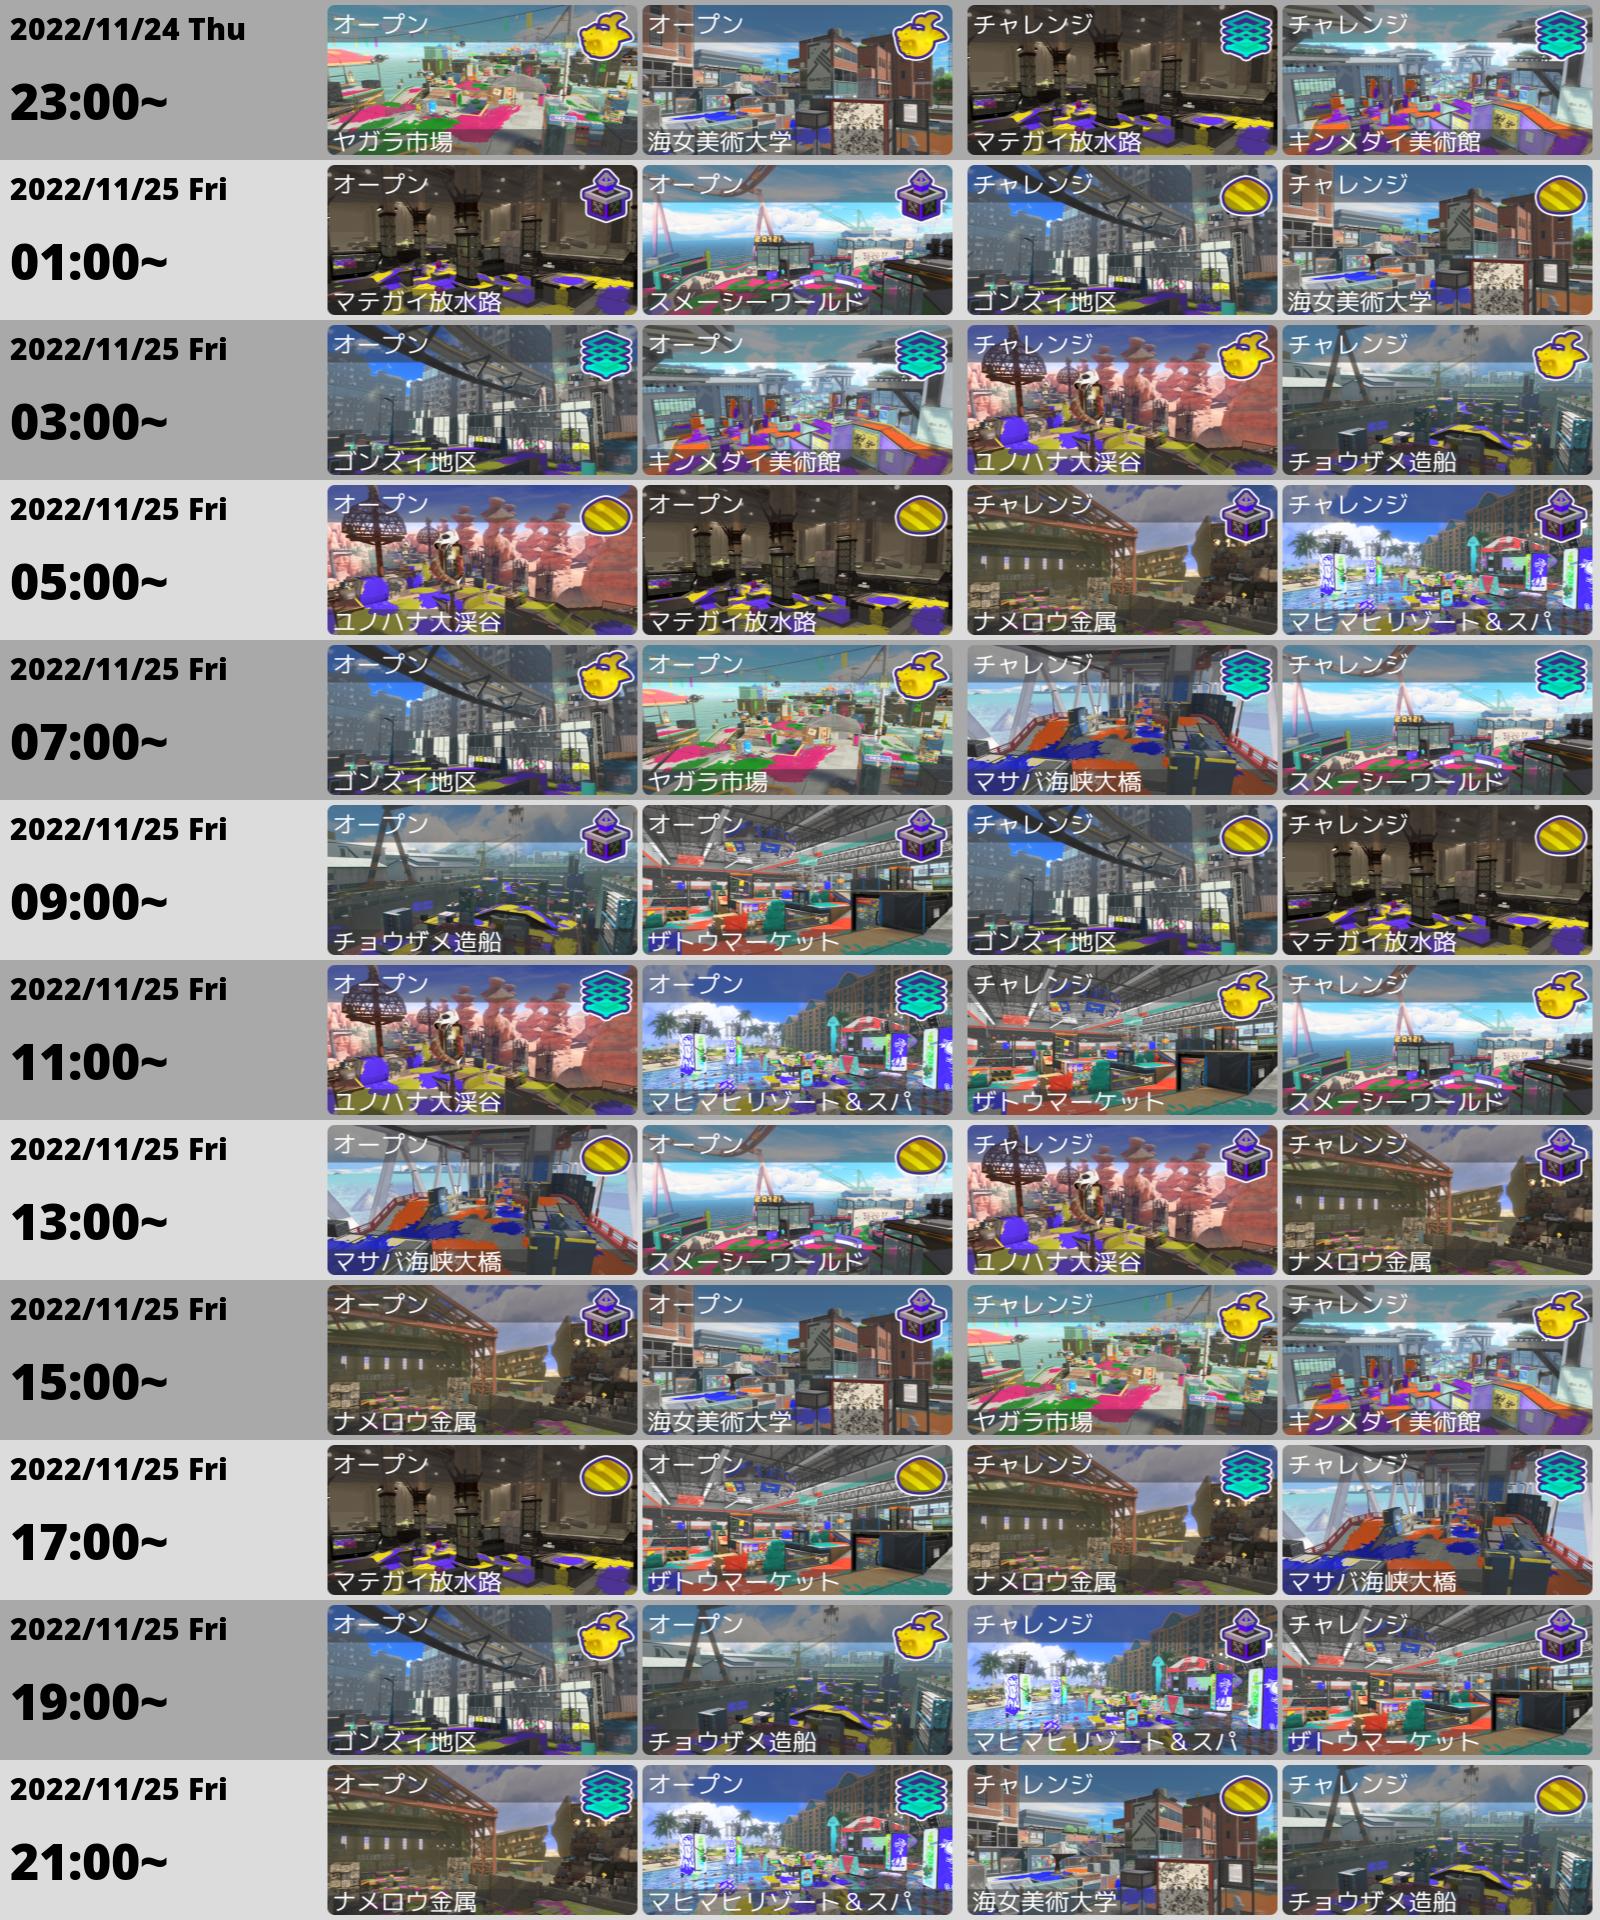 2022/11/24 Thu
23:00~
オープン
ヤガラ市場
オープン
海女美術大学
チャレンジ
マテガイ放水路
チャレンジ
キンメダイ美術館
2022/11/25 Fri
01:00~
オープン
マテガイ放水路
オープン
スメーシーワールド
チャレンジ
ゴンズイ地区
チャレンジ
海女美術大学
2022/11/25 Fri
03:00~
オープン
ゴンズイ地区
オープン
キンメダイ美術館
チャレンジ
ユノハナ大渓谷
チャレンジ
チョウザメ造船
2022/11/25 Fri
05:00~
オープン
ユノハナ大渓谷
オープン
マテガイ放水路
チャレンジ
ナメロウ金属
チャレンジ
マヒマヒリゾート＆スパ
2022/11/25 Fri
07:00~
オープン
ゴンズイ地区
オープン
ヤガラ市場
チャレンジ
マサバ海峡大橋
チャレンジ
スメーシーワールド
2022/11/25 Fri
09:00~
オープン
チョウザメ造船
オープン
ザトウマーケット
チャレンジ
ゴンズイ地区
チャレンジ
マテガイ放水路
2022/11/25 Fri
11:00~
オープン
ユノハナ大渓谷
オープン
マヒマヒリゾート＆スパ
チャレンジ
ザトウマーケット
チャレンジ
スメーシーワールド
2022/11/25 Fri
13:00~
オープン
マサバ海峡大橋
オープン
スメーシーワールド
チャレンジ
ユノハナ大渓谷
チャレンジ
ナメロウ金属
2022/11/25 Fri
15:00~
オープン
ナメロウ金属
オープン
海女美術大学
チャレンジ
ヤガラ市場
チャレンジ
キンメダイ美術館
2022/11/25 Fri
17:00~
オープン
マテガイ放水路
オープン
ザトウマーケット
チャレンジ
ナメロウ金属
チャレンジ
マサバ海峡大橋
2022/11/25 Fri
19:00~
オープン
ゴンズイ地区
オープン
チョウザメ造船
チャレンジ
マヒマヒリゾート＆スパ
チャレンジ
ザトウマーケット
2022/11/25 Fri
21:00~
オープン
ナメロウ金属
オープン
マヒマヒリゾート＆スパ
チャレンジ
海女美術大学
チャレンジ
チョウザメ造船